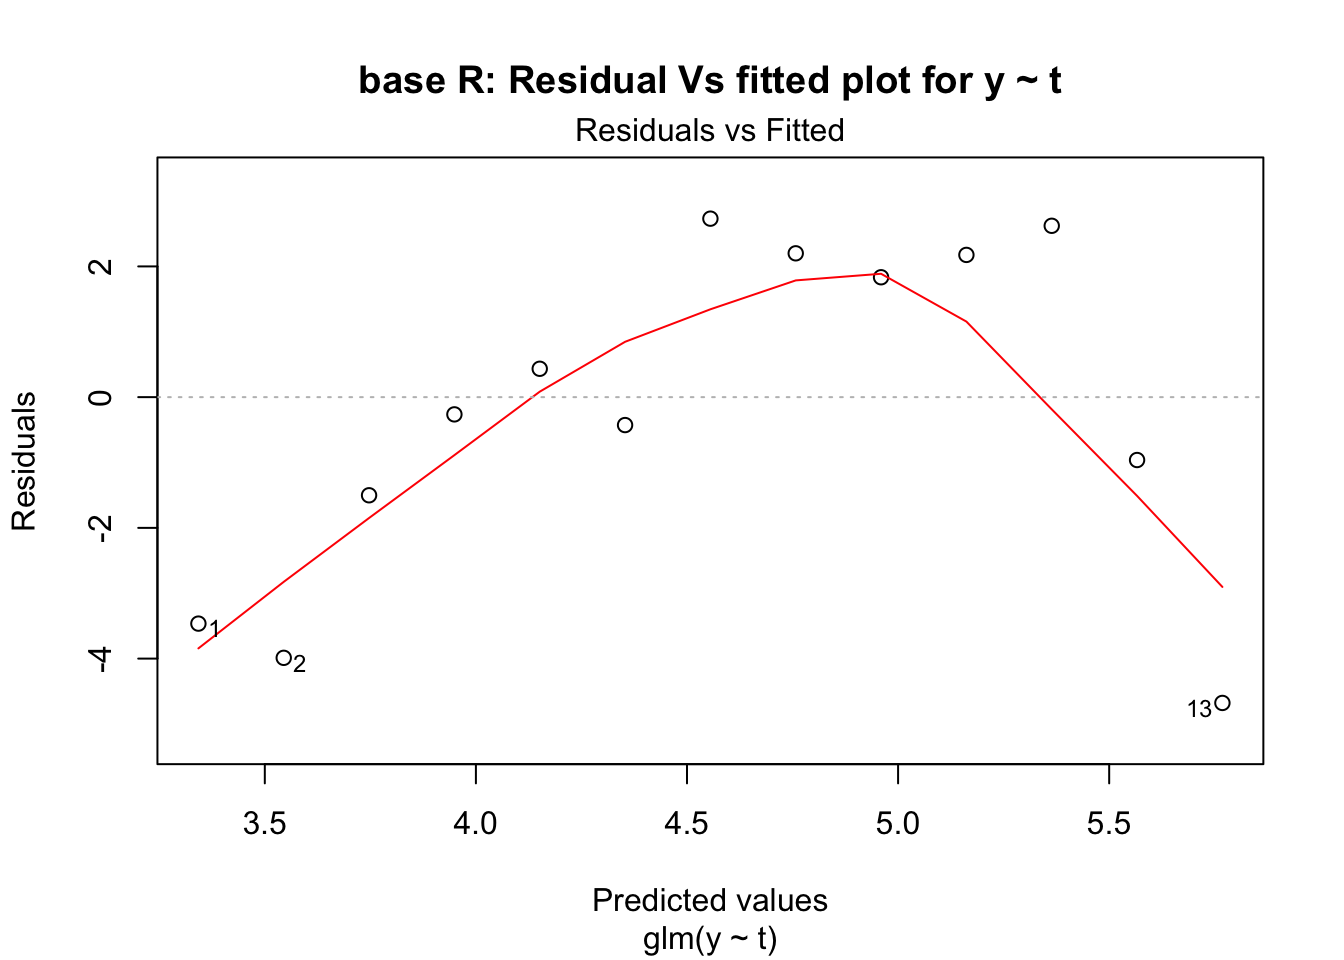 base R: Residual Vs fitted plot for y ~ t
Residuals vs Fitted
Residuals
2
0
-2
-4
1
2
13
3.5 4.0 4.5 5.0 5.5
Predicted values
glm(y ~ t)